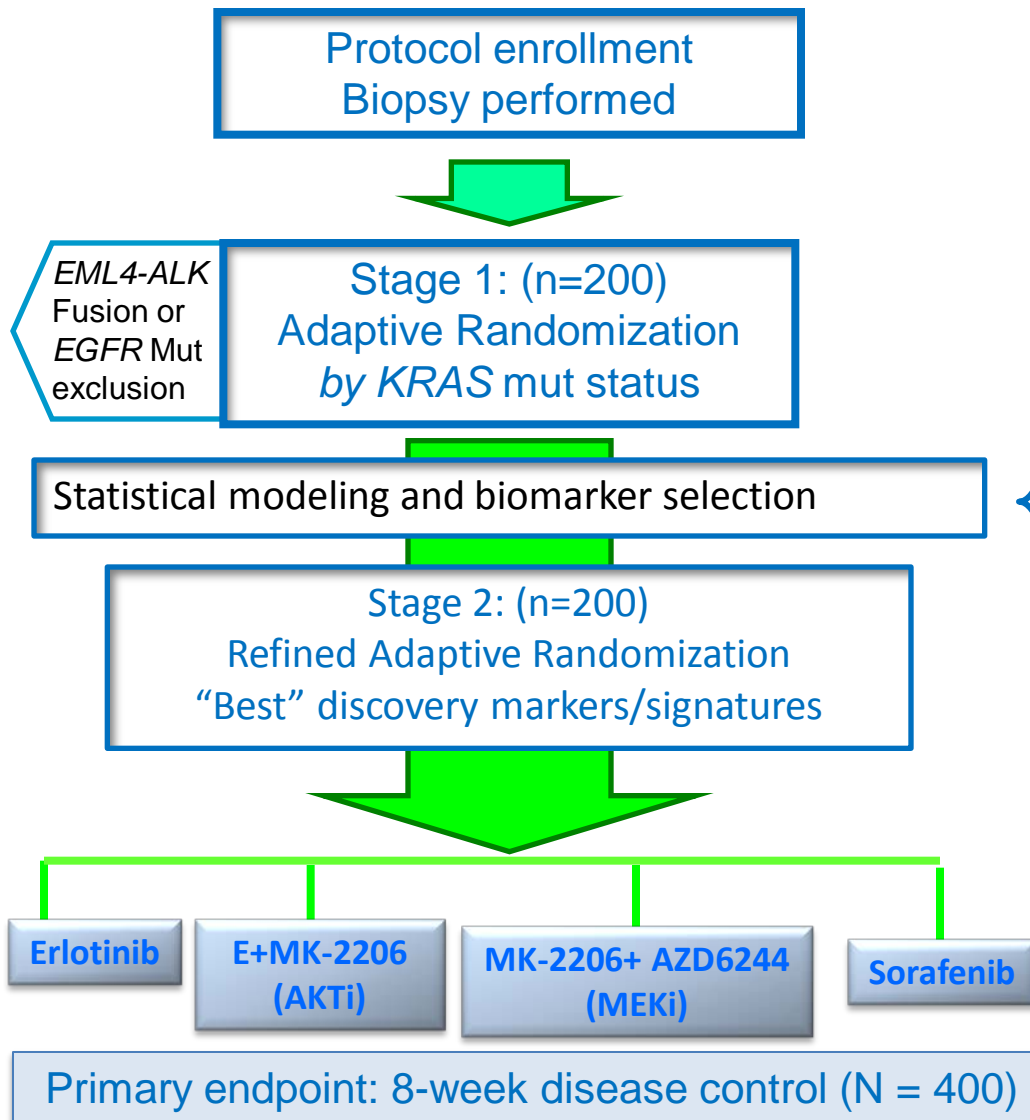 Protocol enrollment
Biopsy performed
EML4-ALK
Fusion or
EGFR Mut
exclusion
Stage 1: (n=200)
Adaptive Randomization
by KRAS mut status
Statistical modeling and biomarker selection
Stage 2: (n=200)
Refined Adaptive Randomization
“Best” discovery markers/signatures
Erlotinib
E+MK-2206
(AKTi)
MK-2206+ AZD6244
(MEKi)
Sorafenib
Primary endpoint: 8-week disease control (N = 400)